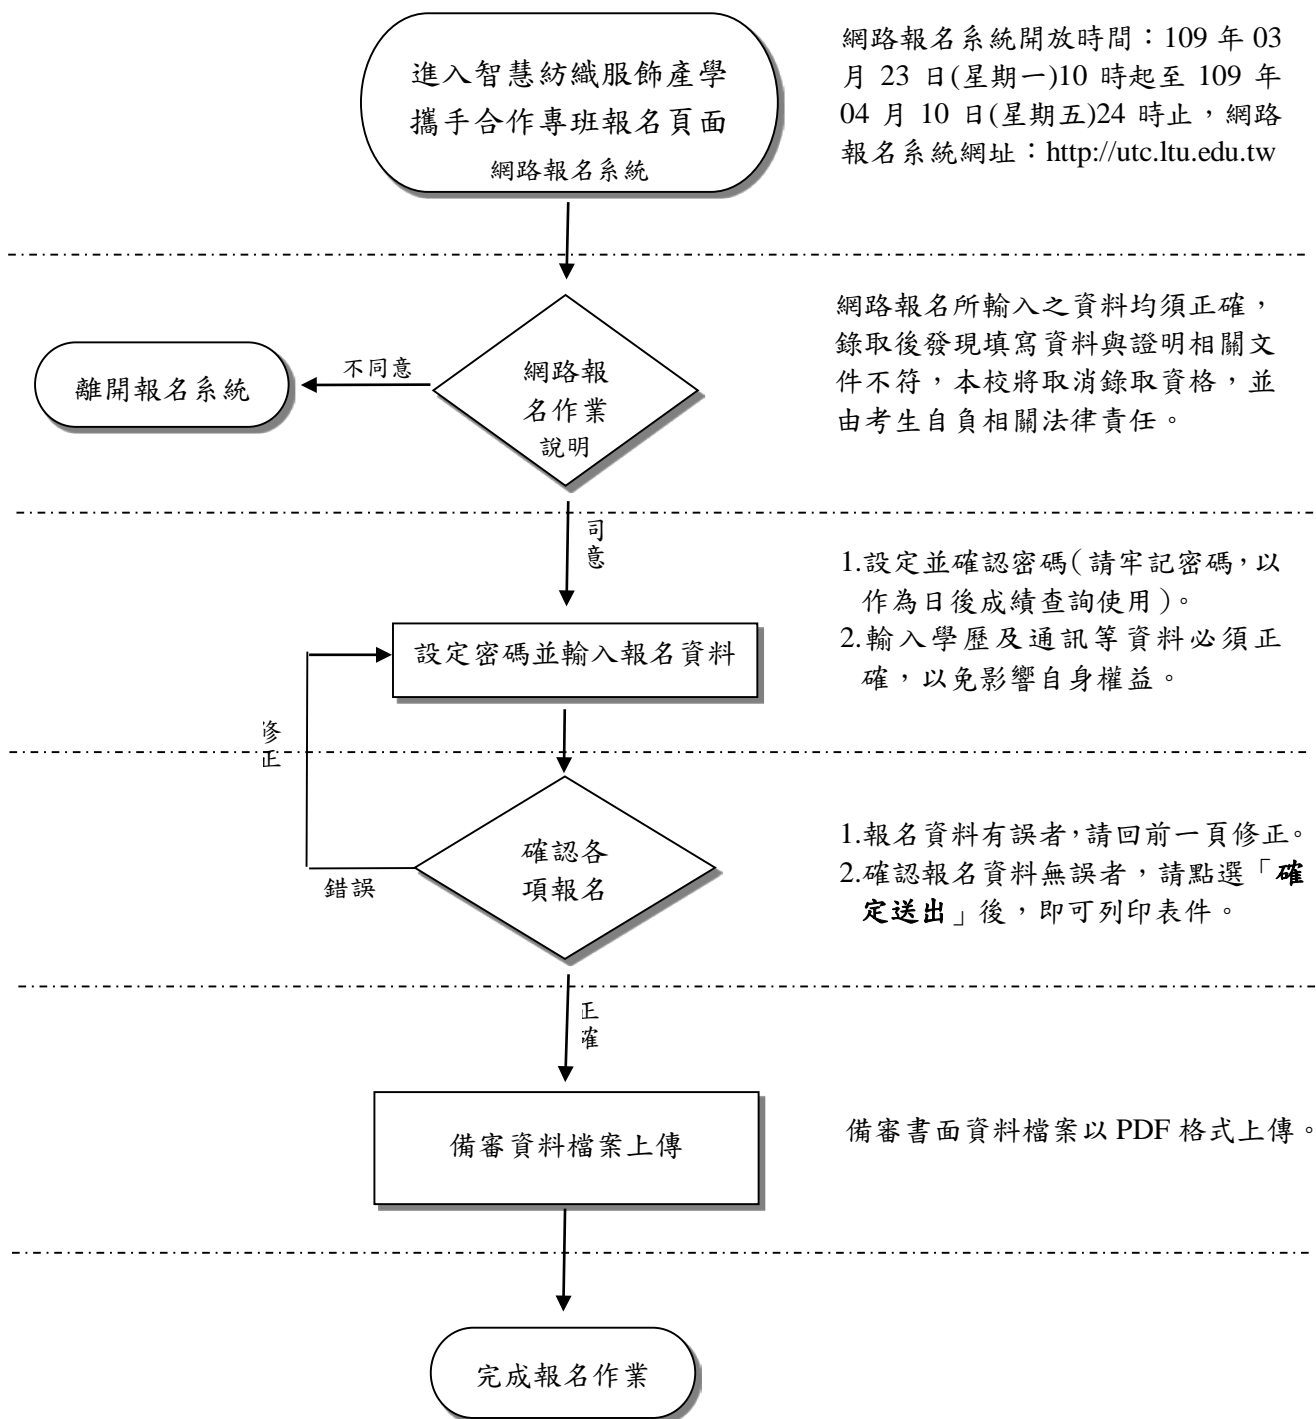 進入智慧紡織服飾產學
攜手合作專班報名頁面
網路報名系統
網路報名系統開放時間：109 年 03
月 23 日(星期一)10 時起至 109 年
04 月 10 日(星期五)24 時止，網路
報名系統網址：http://utc.ltu.edu.tw
離開報名系統
不同意
網路報
名作業
說明
網路報名所輸入之資料均須正確，
錄取後發現填寫資料與證明相關文
件不符，本校將取消錄取資格，並
由考生自負相關法律責任。
同
意
設定密碼並輸入報名資料
1.設定並確認密碼(請牢記密碼，以
作為日後成績查詢使用)。
2.輸入學歷及通訊等資料必須正
確，以免影響自身權益。
修
正
錯誤
確認各
項報名
1.報名資料有誤者，請回前一頁修正。
2.確認報名資料無誤者，請點選「確
定送出」後，即可列印表件。
正
確
備審資料檔案上傳
備審書面資料檔案以 PDF 格式上傳。
完成報名作業